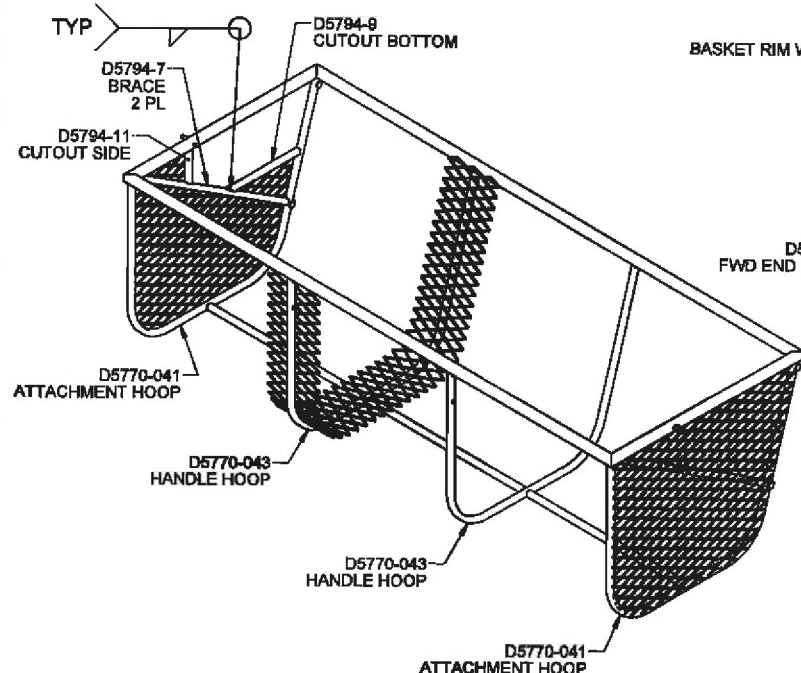 TYP
D5794-9
CUTOUT BOTTOM
BASKET RIM
D5794-7
BRACE
2 PL
D5794-11
CUTOUT SIDE
FWD END
D5770-041
ATTACHMENT HOOP
D5770-043
HANDLE HOOP
D5770-043
HANDLE HOOP
D5770-041
ATTACHMENT HOOP